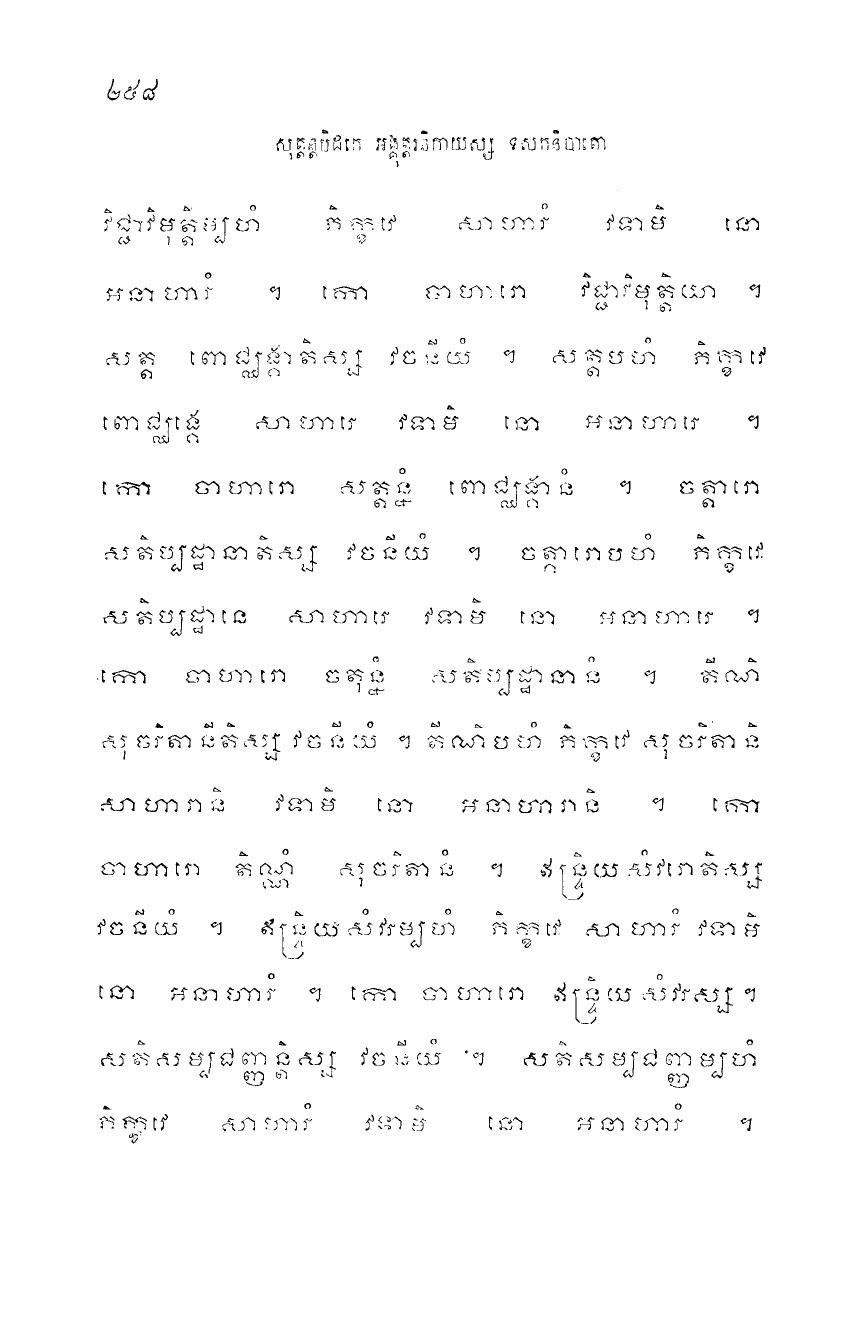 ២៥៨
សុត្តន្តបិដកេ អង្គុត្តរនិកាយស្ស ទសកនិបាតោ
វិជ្ជាវិមុត្តិម្បហំ ភិក្ខវេ សាហារំ វទាមិ នោ
អនាហារំ ។ កោ ចាហារោ វិជ្ជាវិមុត្តិយា ។
សត្ត ពោជ្ឈង្គាតិស្ស វចនីយំ ។ សត្តបហំ ភិក្ខវេ
ពោជ្ឈង្គេ សាហារេ វទាមិ នោ អនាហារេ ។
កោ ចាហារោ សត្តន្នំ ពោជ្ឈង្គានំ ។ ចត្តារោ
សតិប្បដ្ឋានាតិស្ស វចនីយំ ។ ចត្តារោបហំ ភិក្ខវេ
សតិប្បដ្ឋានេ សាហារេ វទាមិ នោ អនាហារេ ។
កោ ចាហារោ ចតុន្នំ សតិប្បដ្ឋានានំ ។ តីណិ
សុចរិតានីតិស្ស វចនីយំ ។ តីណិបហំ ភិក្ខវេ សុចរិតានិ
សាហារានិ វទាមិ នោ អនាហារានិ ។ កោ
ចាហារោ តិណ្ណំ សុចរិតានំ ។ ឥន្ទ្រិយសំវរោតិស្ស
វចនីយំ ។ ឥន្ទ្រិយសំវរម្បហំ ភិក្ខវេ សាហារំ វទាមិ
នោ អនាហារំ ។ កោ ចាហារោ ឥន្ទ្រិយសំវរស្ស ។
សតិសម្បជញ្ញន្តិស្ស វចនីយំ ។ សតិសម្បជញ្ញម្បហំ
ភិក្ខវេ សាហារំ វទាមិ នោ អនាហារំ ។